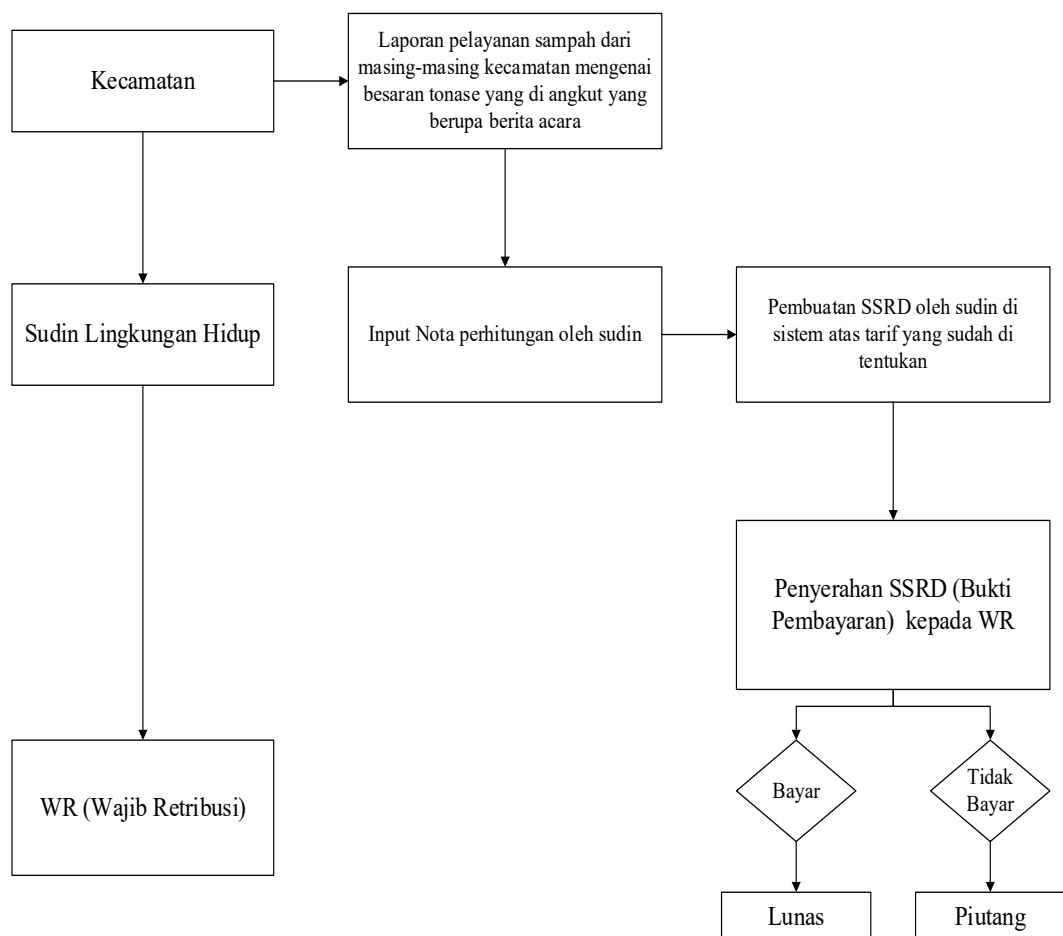 Kecamatan
Laporan pelayanan sampah dari
masing-masing kecamatan mengenai
besaran tonase yang di angkut yang
berupa berita acara
Sudin Lingkungan Hidup
Input Nota perhitungan oleh sudin
Pembuatan SSRD oleh sudin di
sistem atas tarif yang sudah di
tentukan
Penyerahan SSRD (Bukti
Pembayaran) kepada WR
WR (Wajib Retribusi)
Bayar
Tidak
Bayar
Lunas
Piutang